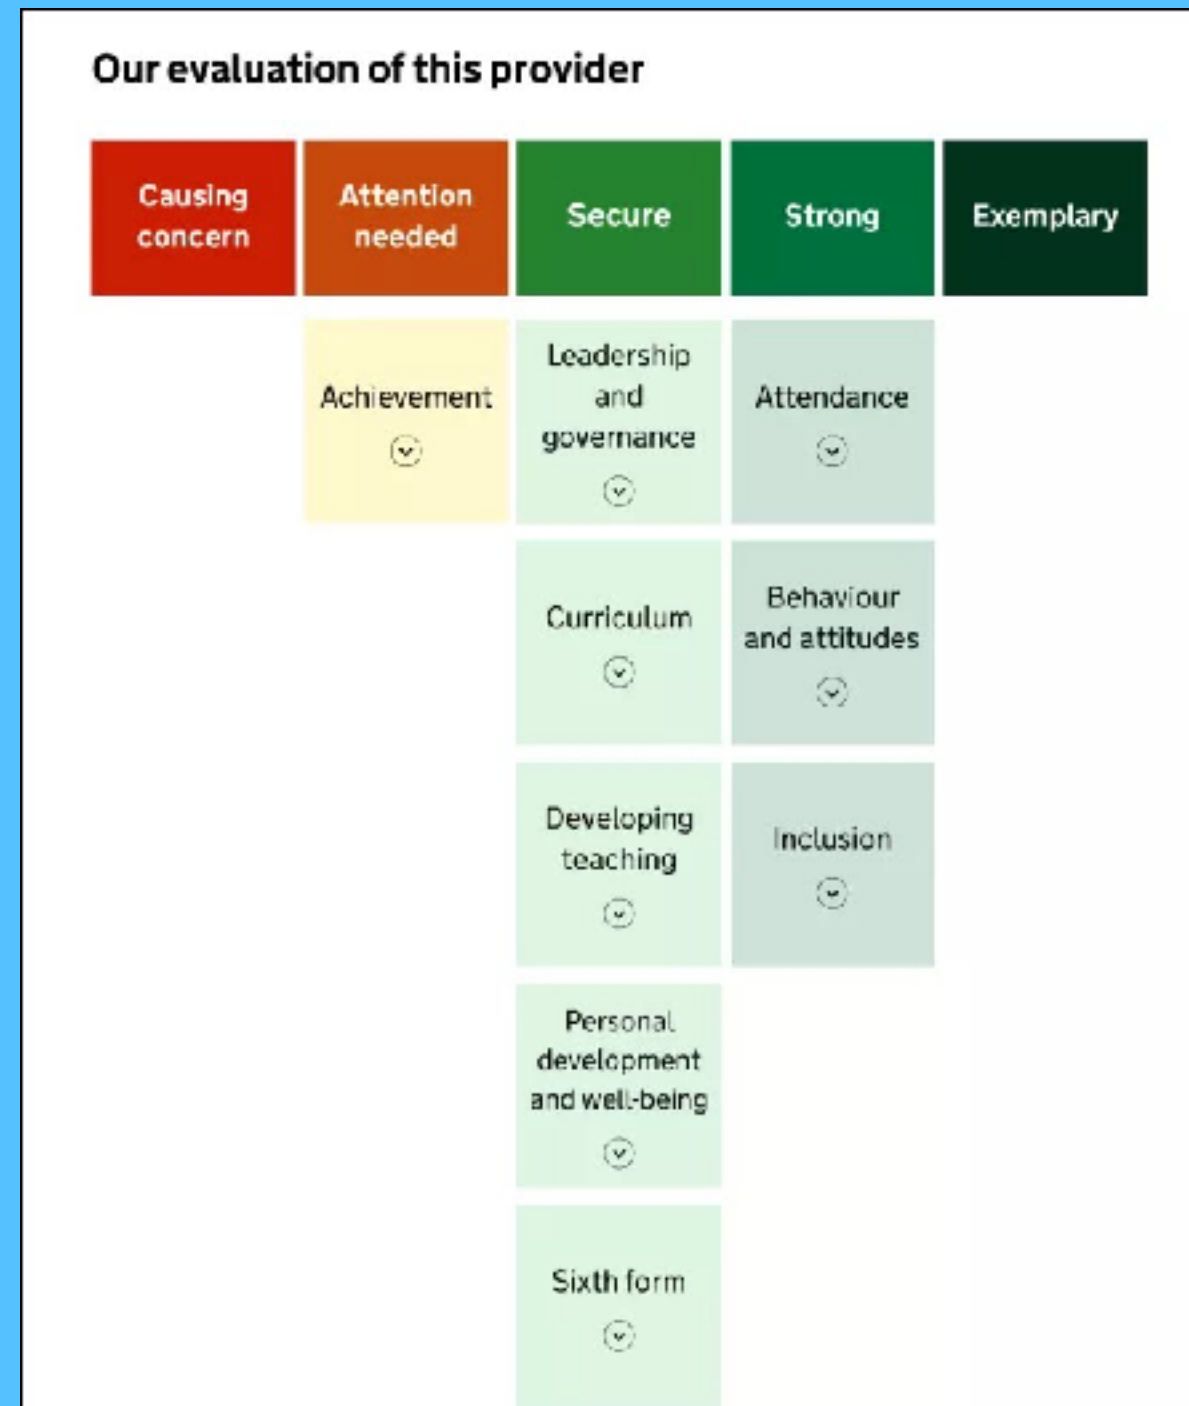 Our evaluation of this provider
Causing
concern
Attention
needed
Secure
Strong
Exemplary
Achievement
Leadership
and
governance
Attendance
Curriculum
Behaviour
and attitudes
Developing
teaching
Inclusion
Personal
development
and well-being
Sixth form